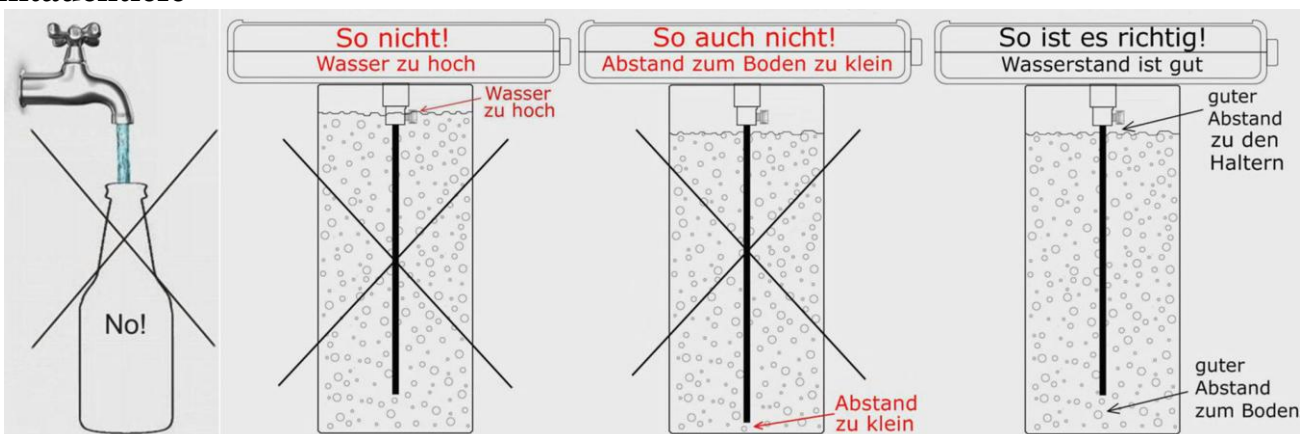 No!
So nicht!
Wasser zu hoch
Wasser
zu hoch
So auch nicht!
Abstand zum Boden zu klein
Abstand
zu klein
So ist es richtig!
Wasserstand ist gut
guter
Abstand
zu den
Haltern
guter
Abstand
zum Boden